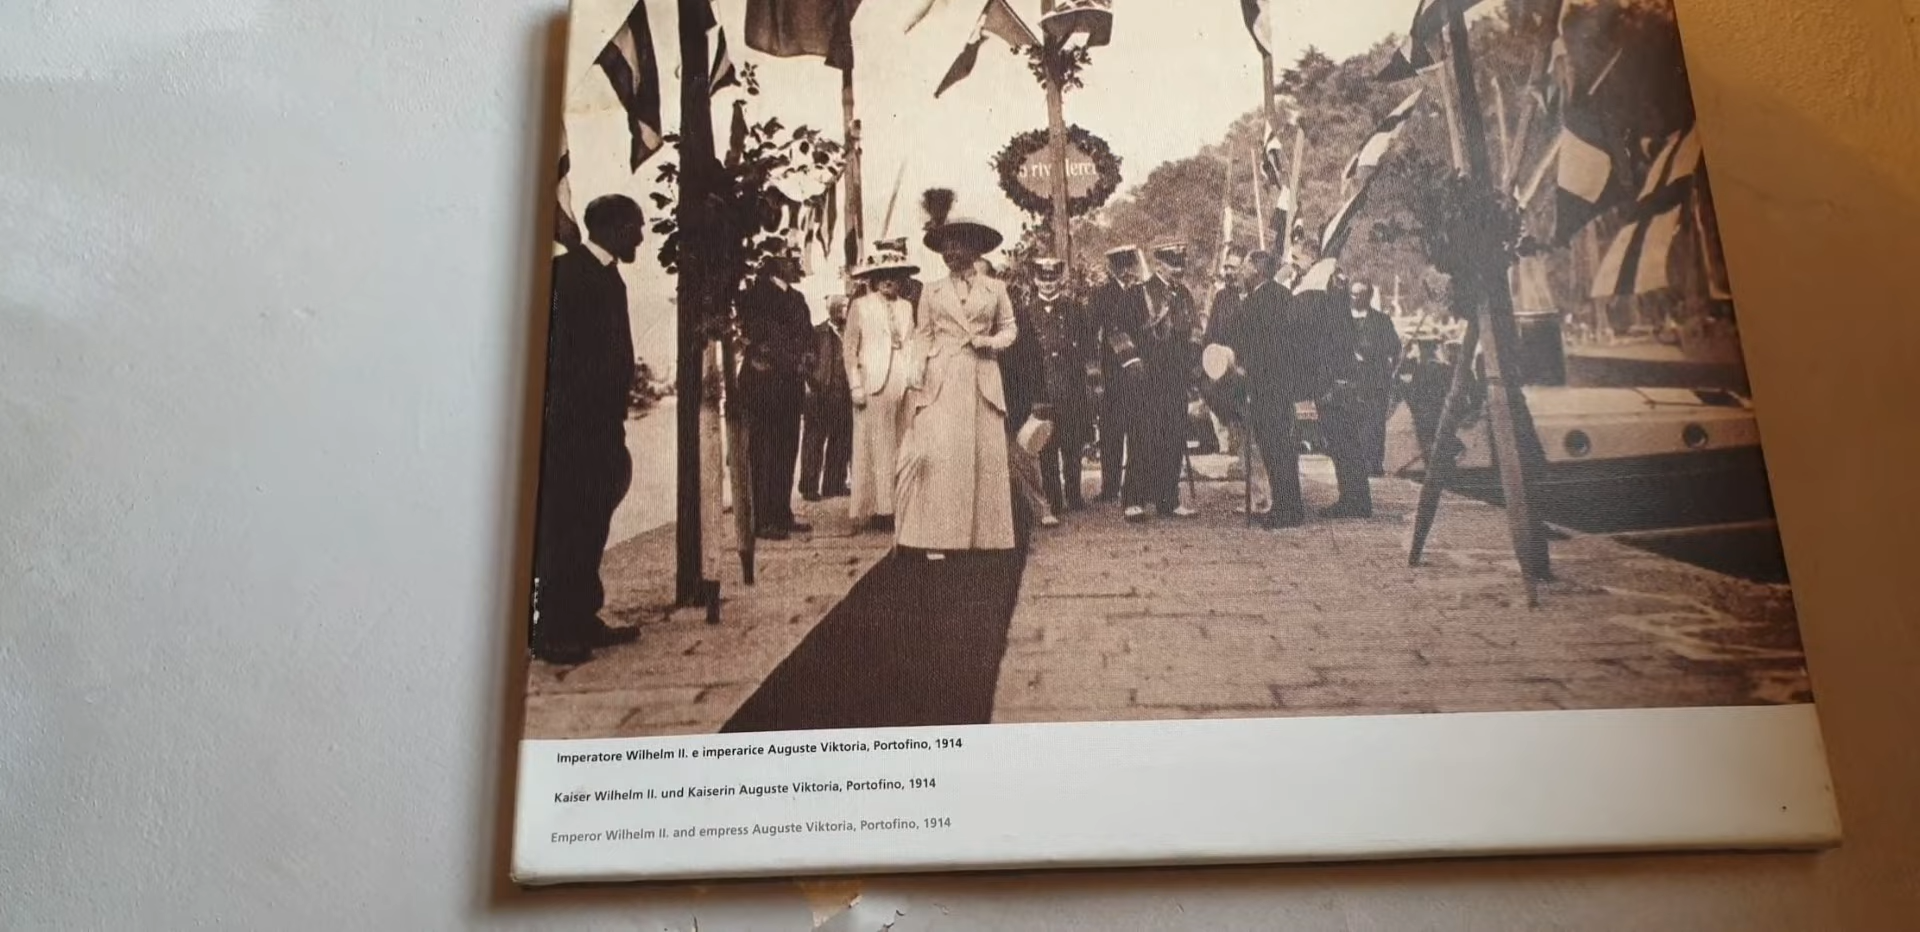 Imperatore Wilhelm II. e imperarice Auguste Viktoria, Portofino, 1914
Kaiser Wilhelm II. und Kaiserin Auguste Viktoria, Portofino, 1914
Emperor Wilhelm II. and empress Auguste Viktoria, Portofino, 1914